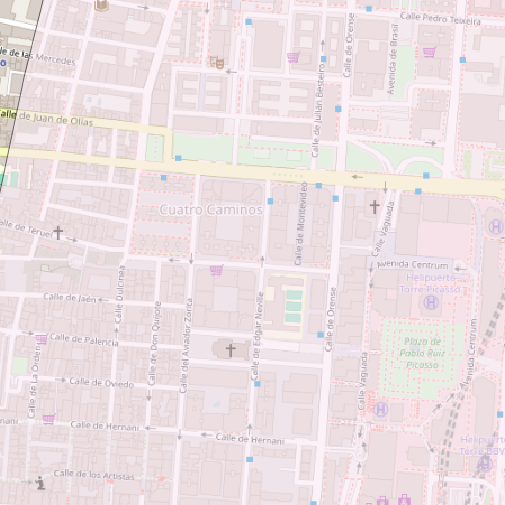 Calle Pedro Teixeira
Calle de Orense
Avenida de Brasil
Calle de las Mercedes
Calle de Julián Besteiro
Calle de Juan de Olías
Cuatro Caminos
Calle de Montevideo
Calle Vaguada
Calle de Teruel
Avenida Centrum
Helipuerto
Torre Picasso
Calle Dulcinea
Calle de Jaén
Calle de Don Quijote
Calle del Aviador Zorita
Calle de Edgar Neville
Calle de Orense
Plaza de
Pablo Ruiz
Picasso
Avenida Centrum
Calle de Palencia
Calle de La Orden
Calle de Oviedo
Calle Vaguada
Hernani
Calle de Hernani
Calle de Hernani
Helipuerto
Torre BBV
Calle de los Artistas